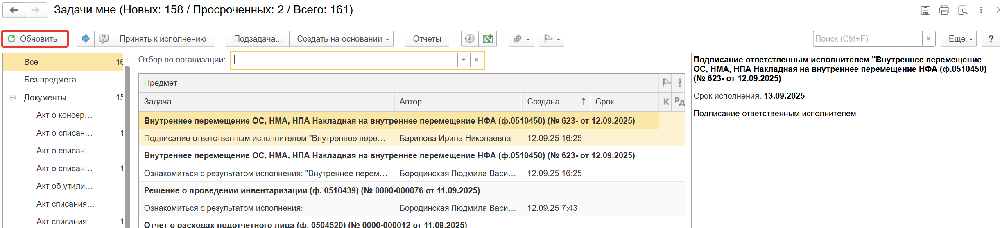 Задачи мне (Новых: 158 / Просроченных: 2 / Всего: 161)
Обновить
Принять к исполнению
Подзадача...
Создать на основании
Отчеты
Поиск (Ctrl+F)
×
Еще
?
Все 16
Без предмета
Документы 15
Акт о консер...
Акт о списан... 1
Акт о списан...
Акт о списан... 1
Акт об утили...
Акт списания...
Акт списания... 1
Отбор по организации:
×
Предмет
Задача Автор Создана ↑ Срок К РД
Внутреннее перемещение ОС, НМА, НПА Накладная на внутреннее перемещение НФА (ф.0510450) (№ 623- от 12.09.2025)
Подписание ответственным исполнителем "Внутреннее пере... Баринова Ирина Николаевна 12.09.25 16:25
Внутреннее перемещение ОС, НМА, НПА Накладная на внутреннее перемещение НФА (ф.0510450) (№ 623- от 12.09.2025)
Ознакомиться с результатом исполнения: "Внутреннее перем... Бородинская Людмила Васи... 12.09.25 16:25
Решение о проведении инвентаризации (ф. 0510439) (№ 0000-000076 от 11.09.2025)
Ознакомиться с результатом исполнения: Бородинская Людмила Васи... 12.09.25 7:43
Отчет о расходах подотчетного лица (ф. 0504520) (№ 0000-000012 от 11.09.2025)
Подписание ответственным исполнителем "Внутреннее перемещение
ОС, НМА, НПА Накладная на внутреннее перемещение НФА (ф.0510450)
(№ 623- от 12.09.2025)
Срок исполнения: 13.09.2025
Подписание ответственным исполнителем